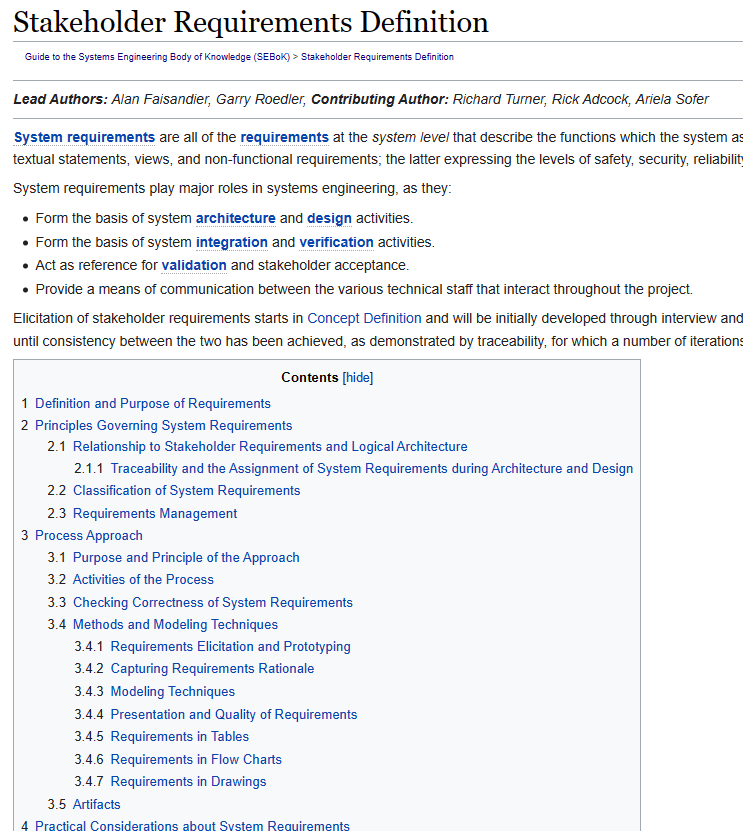 Stakeholder Requirements Definition
Guide to the Systems Engineering Body of Knowledge (SEBoK) > Stakeholder Requirements Definition
Lead Authors: Alan Faisandier, Garry Roedler, Contributing Author: Richard Turner, Rick Adcock, Ariela Sofer
System requirements are all of the requirements at the system level that describe the functions which the system as
textual statements, views, and non-functional requirements; the latter expressing the levels of safety, security, reliability
System requirements play major roles in systems engineering, as they:
• Form the basis of system architecture and design activities.
• Form the basis of system integration and verification activities.
• Act as reference for validation and stakeholder acceptance.
• Provide a means of communication between the various technical staff that interact throughout the project.
Elicitation of stakeholder requirements starts in Concept Definition and will be initially developed through interview and
until consistency between the two has been achieved, as demonstrated by traceability, for which a number of iterations
Contents [hide]
1 Definition and Purpose of Requirements
2 Principles Governing System Requirements
2.1 Relationship to Stakeholder Requirements and Logical Architecture
2.1.1 Traceability and the Assignment of System Requirements during Architecture and Design
2.2 Classification of System Requirements
2.3 Requirements Management
3 Process Approach
3.1 Purpose and Principle of the Approach
3.2 Activities of the Process
3.3 Checking Correctness of System Requirements
3.4 Methods and Modeling Techniques
3.4.1 Requirements Elicitation and Prototyping
3.4.2 Capturing Requirements Rationale
3.4.3 Modeling Techniques
3.4.4 Presentation and Quality of Requirements
3.4.5 Requirements in Tables
3.4.6 Requirements in Flow Charts
3.4.7 Requirements in Drawings
3.5 Artifacts
4 Practical Considerations about System Requirements